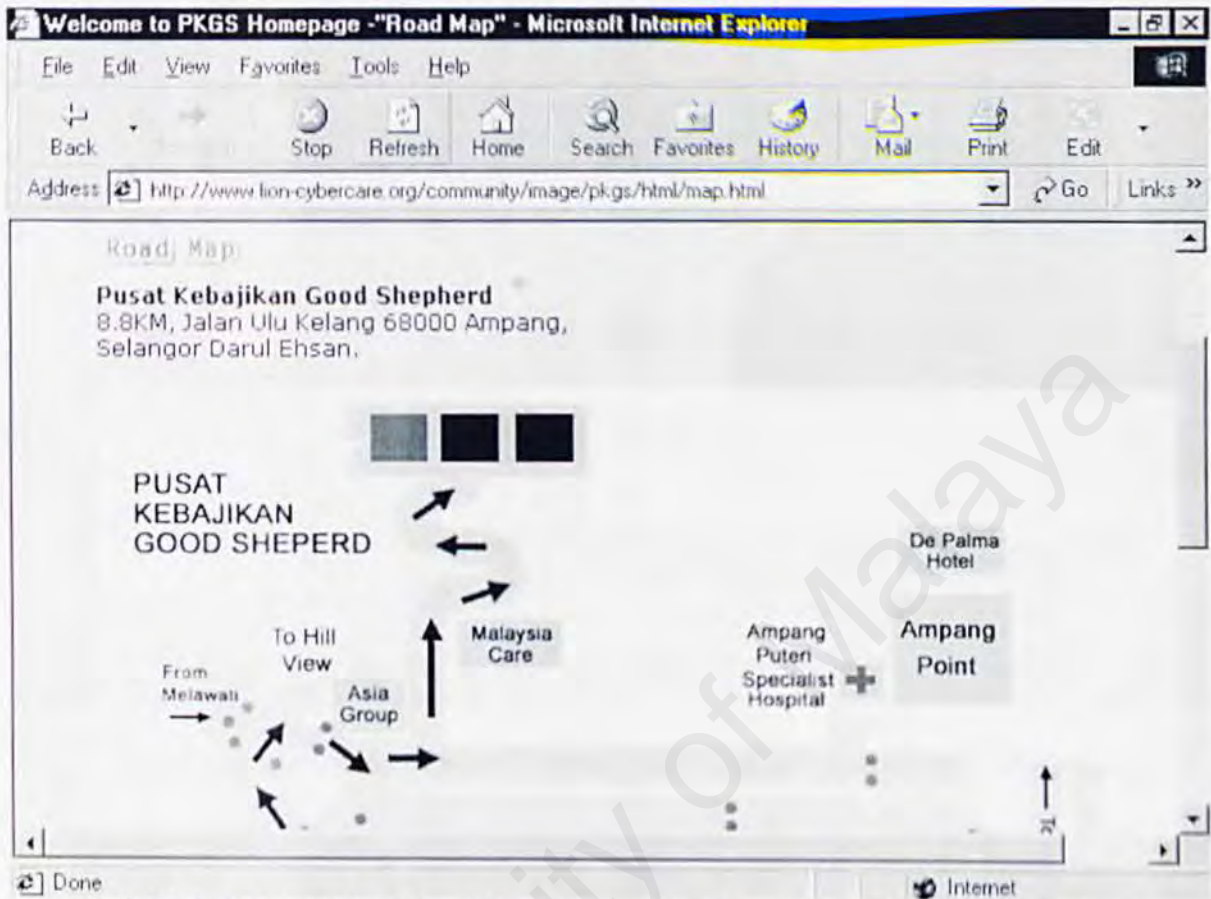 Welcome to PKGS Homepage -"Road Map" - Microsoft Internet Explorer
File Edit View Favorites Tools Help
Back Stop Refresh Home Search Favorites History Mail Print Edit
Address http://www.lion-cybercare.org/community/image/pkgs/html/map.html Go Links »
Road Map
Pusat Kebajikan Good Shepherd
8.8KM, Jalan Ulu Kelang 68000 Ampang,
Selangor Darul Ehsan.
PUSAT
KEBAJIKAN
GOOD SHEPERD
De Palma
Hotel
To Hill
View
Malaysia
Care
Ampang
Puteri
Specialist
Hospital
Ampang
Point
From
Melawati
Asia
Group
To
Done
Internet
University of Malaya